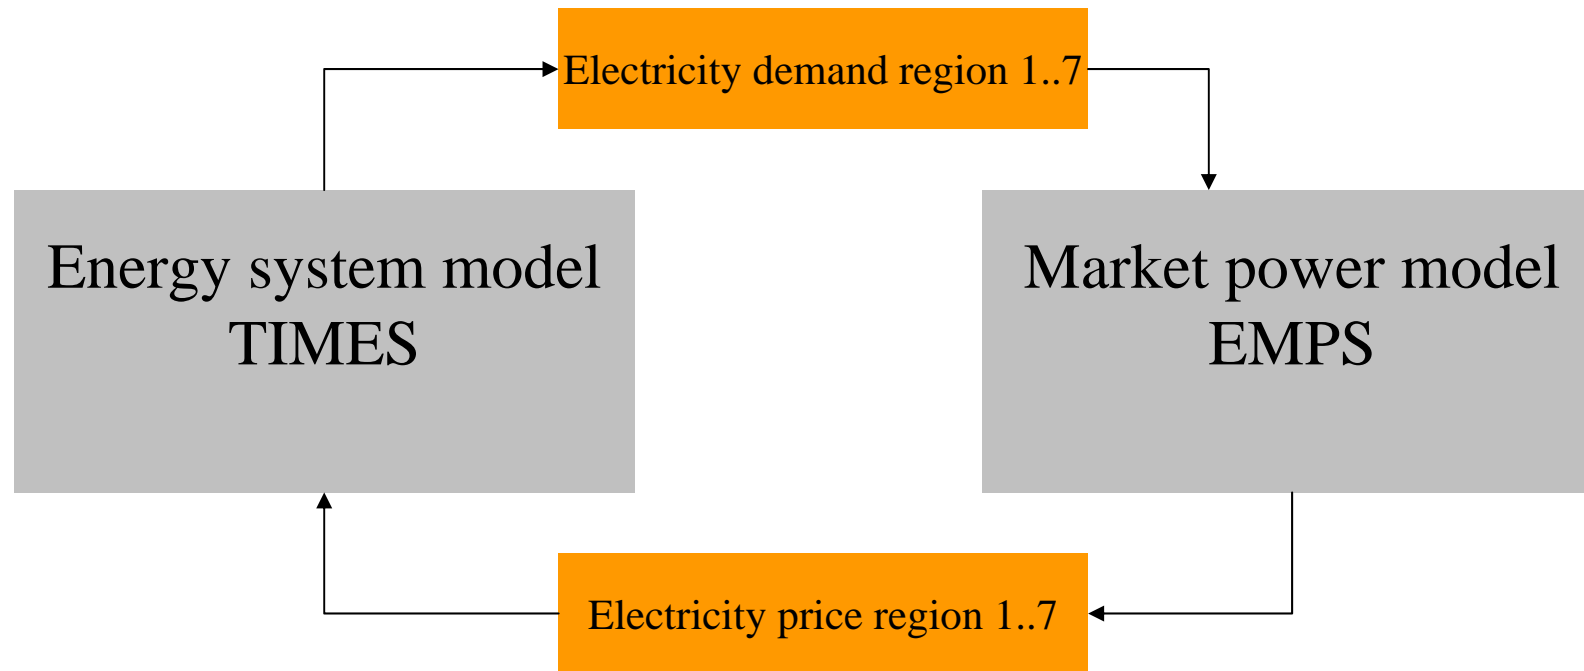 Electricity demand region 1..7
Energy system model
TIMES
Market power model
EMPS
Electricity price region 1..7